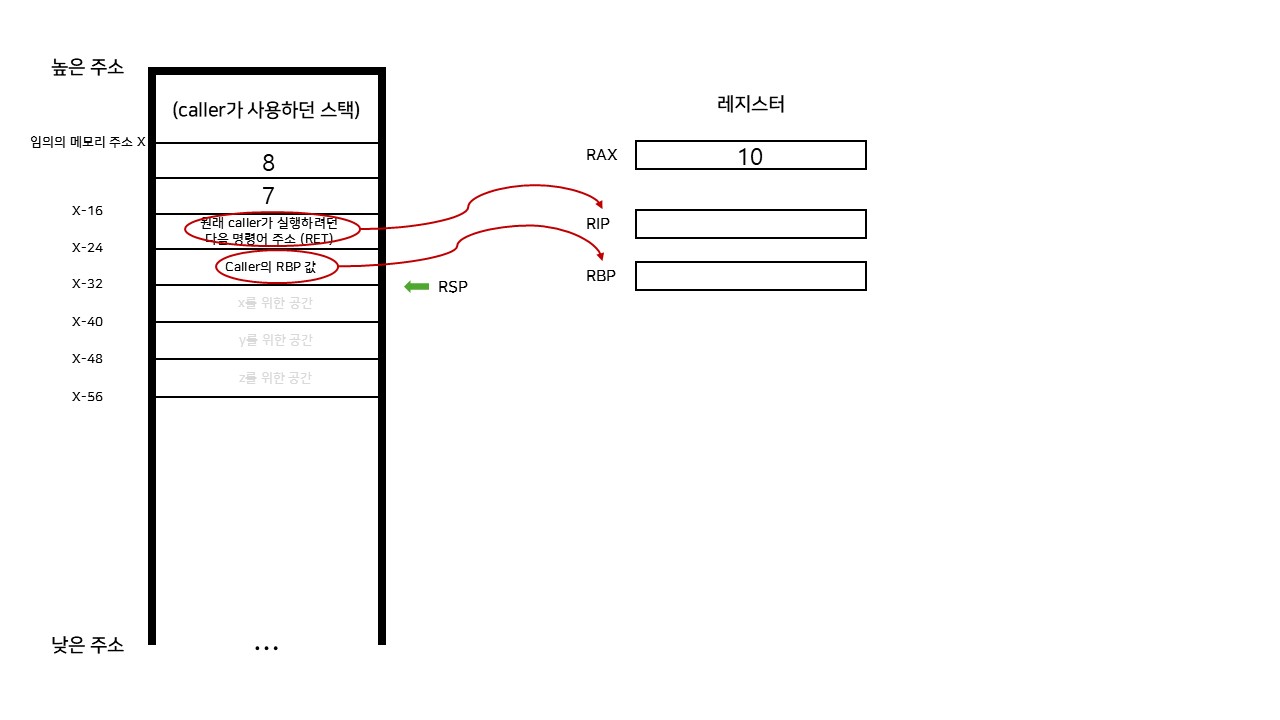 높은 주소
(caller가 사용하던 스택)
레지스터
임의의 메모리 주소 X
8
RAX
10
7
X-16
원래 caller가 실행하려던
다음 명령어 주소 (RET)
RIP
X-24
Caller의 RBP 값
RBP
X-32
RSP
x를 위한 공간
X-40
y를 위한 공간
X-48
z를 위한 공간
X-56
낮은 주소
...